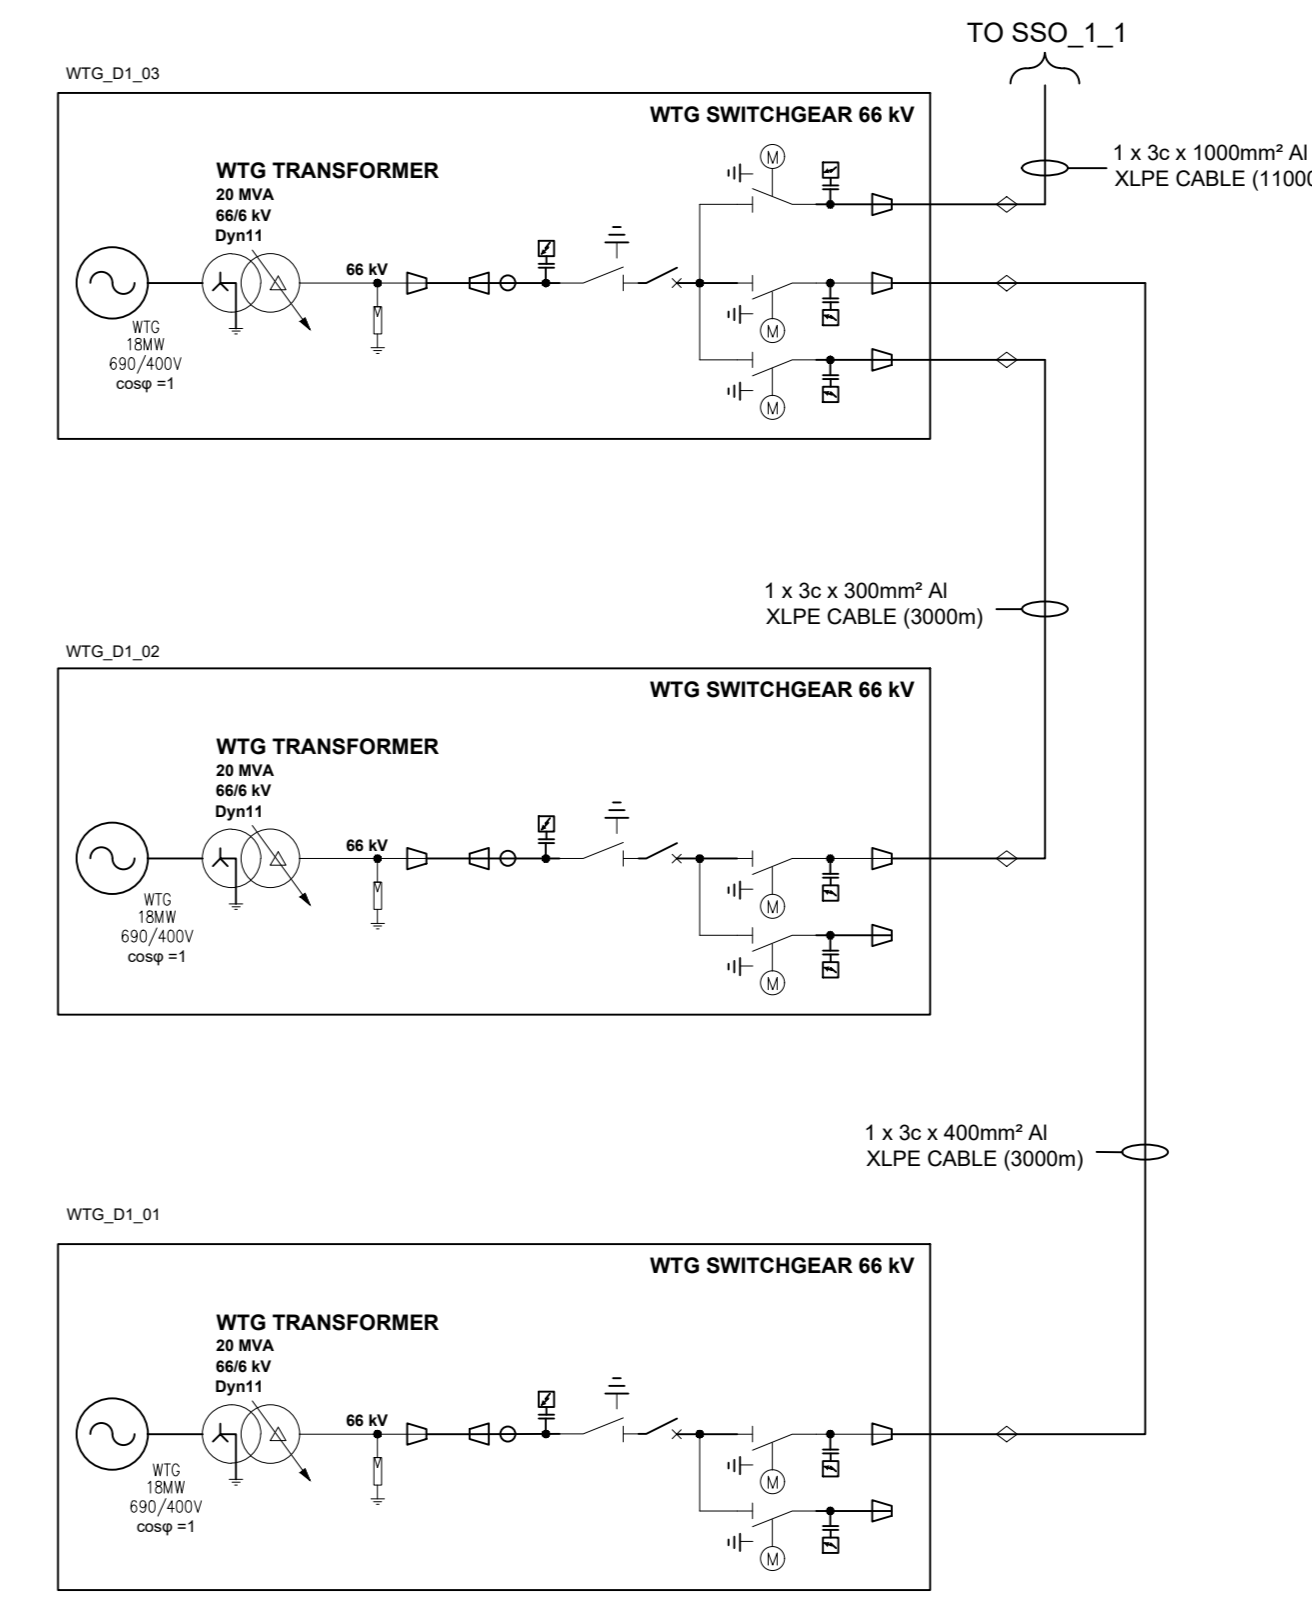 TO SSO_1_1
WTG_D1_03
WTG SWITCHGEAR 66 kV
1 x 3c x 1000mm² Al
XLPE CABLE (11000
WTG TRANSFORMER
20 MVA
66/6 kV
Dyn11
66 kV
M
M
M
WTG
18MW
690/400V
cosφ =1
1 x 3c x 300mm² Al
XLPE CABLE (3000m)
WTG_D1_02
WTG SWITCHGEAR 66 kV
WTG TRANSFORMER
20 MVA
66/6 kV
Dyn11
66 kV
M
M
WTG
18MW
690/400V
cosφ =1
1 x 3c x 400mm² Al
XLPE CABLE (3000m)
WTG_D1_01
WTG SWITCHGEAR 66 kV
WTG TRANSFORMER
20 MVA
66/6 kV
Dyn11
66 kV
M
M
WTG
18MW
690/400V
cosφ =1